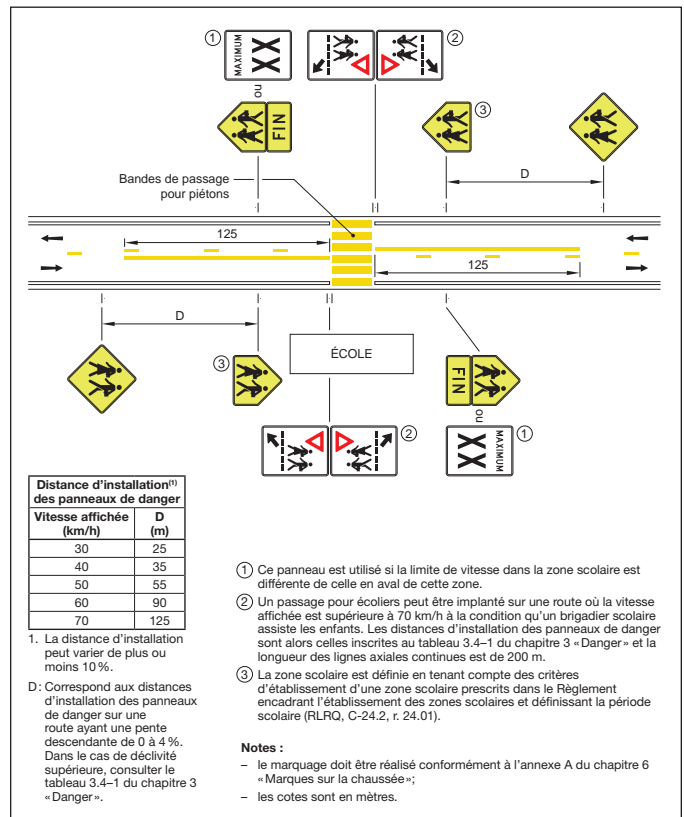 ① MAXIMUM XX
②
ou
FIN
③
D
Bandes de passage
pour piétons
125
125
D
③
ÉCOLE
FIN
ou
②
MAXIMUM XX ①
Distance d’installation(1)
des panneaux de danger
Vitesse affichée (km/h) D (m)
30 25
40 35
50 55
60 90
70 125
1. La distance d’installation
peut varier de plus ou
moins 10 %.
D : Correspond aux distances
d’installation des panneaux
de danger sur une
route ayant une pente
descendante de 0 à 4 %.
Dans le cas de déclivité
supérieure, consulter le
tableau 3.4–1 du chapitre 3
« Danger ».
① Ce panneau est utilisé si la limite de vitesse dans la zone scolaire est
différente de celle en aval de cette zone.
② Un passage pour écoliers peut être implanté sur une route où la vitesse
affichée est supérieure à 70 km/h à la condition qu’un brigadier scolaire
assiste les enfants. Les distances d’installation des panneaux de danger
sont alors celles inscrites au tableau 3.4–1 du chapitre 3 « Danger » et la
longueur des lignes axiales continues est de 200 m.
③ La zone scolaire est définie en tenant compte des critères
d’établissement d’une zone scolaire prescrits dans le Règlement
encadrant l’établissement des zones scolaires et définissant la période
scolaire (RLRQ, C-24.2, r. 24.01).
Notes :
– le marquage doit être réalisé conformément à l’annexe A du chapitre 6
« Marques sur la chaussée » ;
– les cotes sont en mètres.